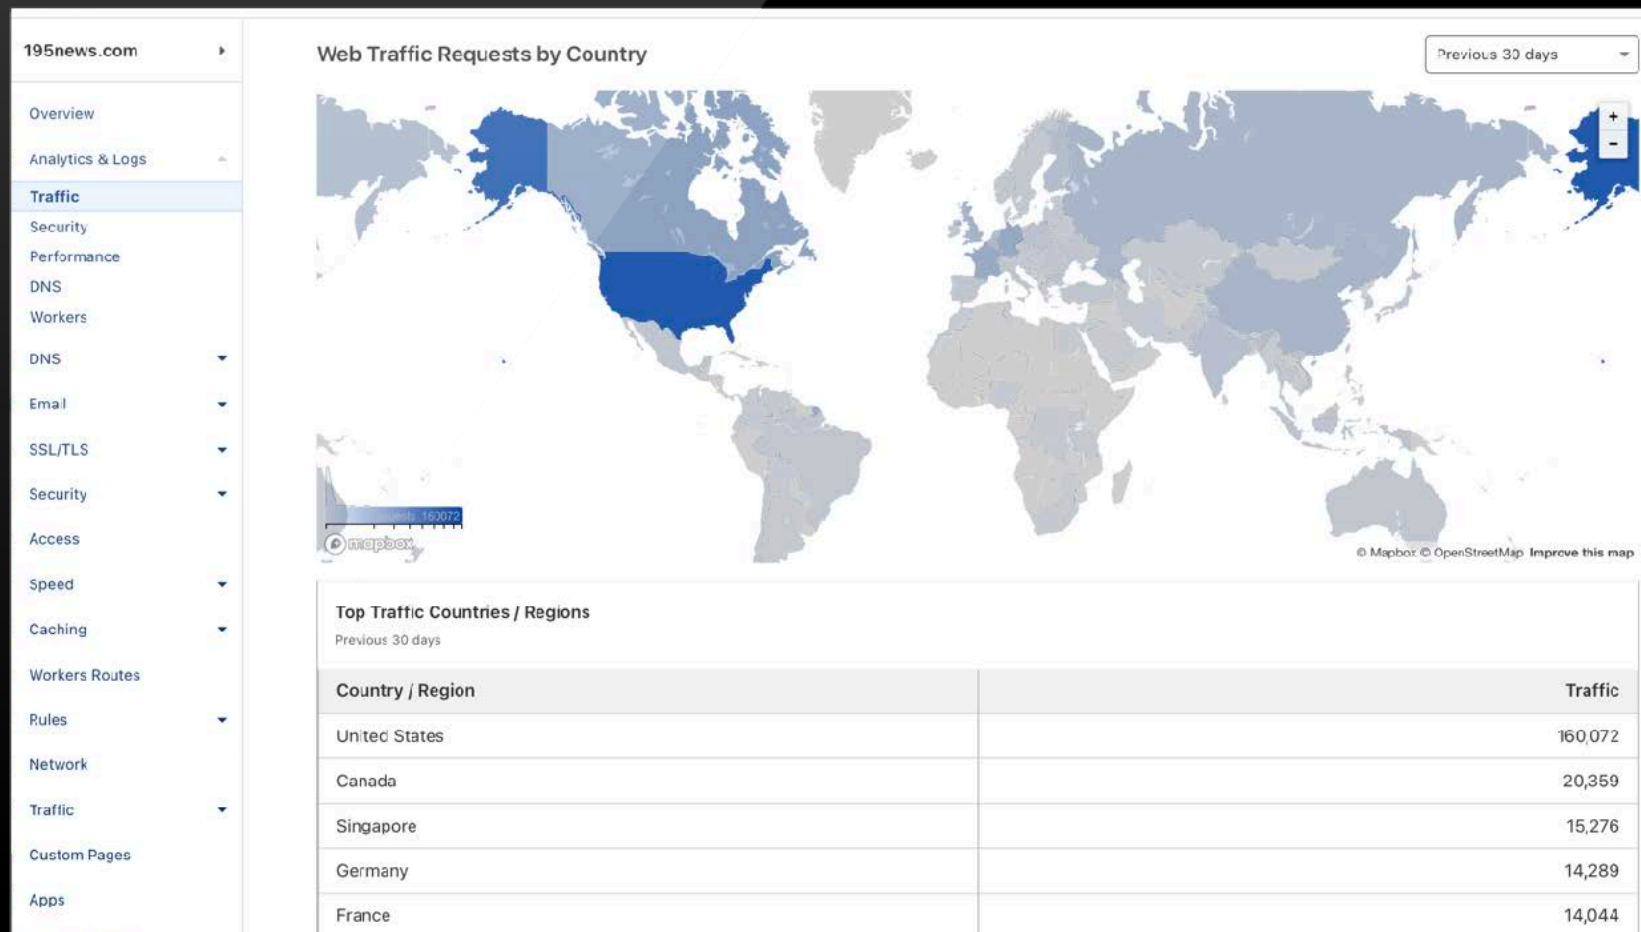 195news.com
Overview
Analytics & Logs
Traffic
Security
Performance
DNS
Workers
DNS
Email
SSL/TLS
Security
Access
Speed
Caching
Workers Routes
Rules
Network
Traffic
Custom Pages
Apps
Web Traffic Requests by Country
Previous 30 days
+
-
160072
mapbox
© Mapbox © OpenStreetMap Improve this map
Top Traffic Countries / Regions
Previous 30 days
Country / Region Traffic
United States 160,072
Canada 20,359
Singapore 15,276
Germany 14,289
France 14,044